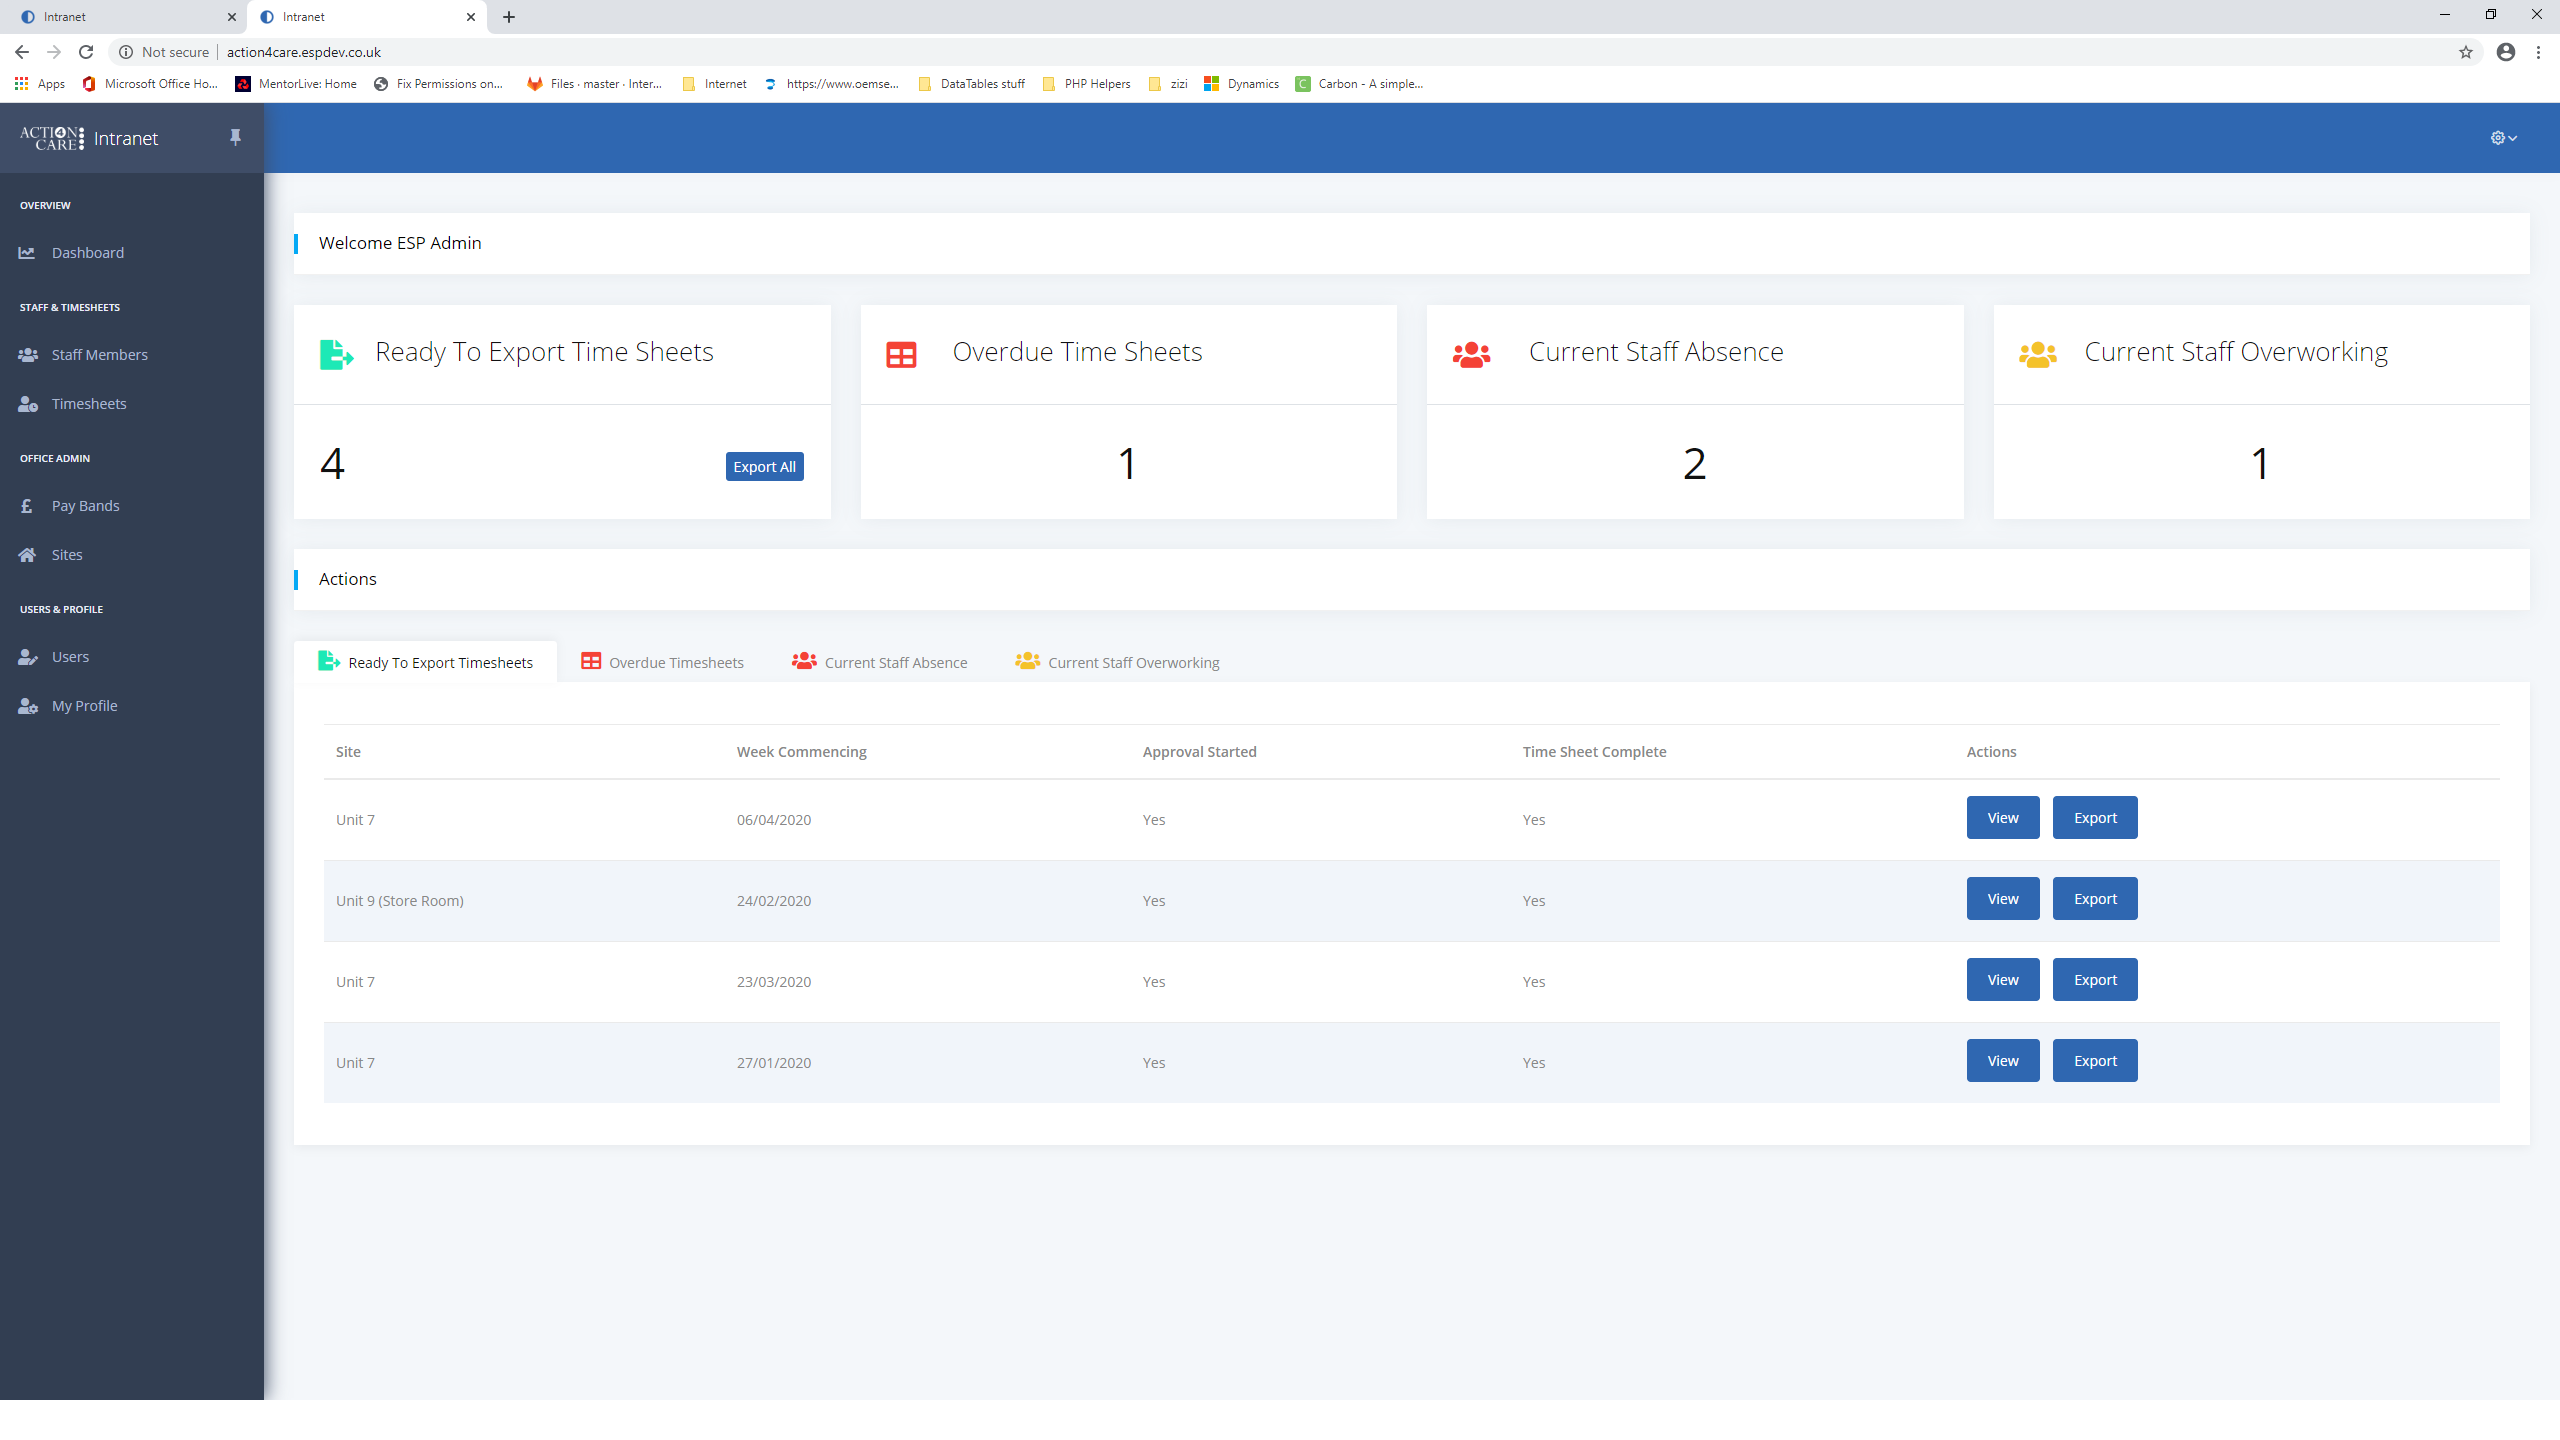 Intranet
Intranet
Not secure action4care.espdev.co.uk
Apps Microsoft Office Ho... MentorLive: Home Fix Permissions on... Files · master · Inter... Internet https://www.oemse... DataTables stuff PHP Helpers zizi Dynamics Carbon - A simple...
ACTI4N CARE Intranet
OVERVIEW
Dashboard
STAFF & TIMESHEETS
Staff Members
Timesheets
OFFICE ADMIN
Pay Bands
Sites
USERS & PROFILE
Users
My Profile
Welcome ESP Admin
Ready To Export Time Sheets
4 Export All
Overdue Time Sheets
1
Current Staff Absence
2
Current Staff Overworking
1
Actions
Ready To Export Timesheets Overdue Timesheets Current Staff Absence Current Staff Overworking
Site Week Commencing Approval Started Time Sheet Complete Actions
Unit 7 06/04/2020 Yes Yes View Export
Unit 9 (Store Room) 24/02/2020 Yes Yes View Export
Unit 7 23/03/2020 Yes Yes View Export
Unit 7 27/01/2020 Yes Yes View Export